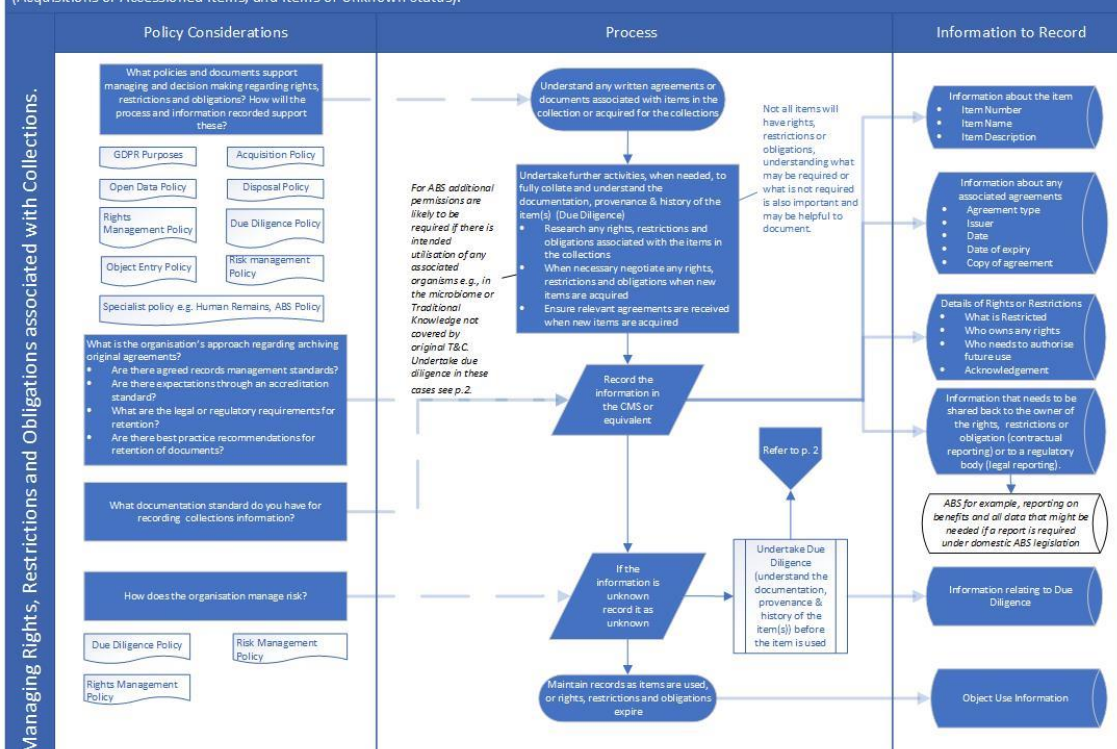 (Acquisitions or Accessioned Items, and Items of Unknown Status).
Managing Rights, Restrictions and Obligations associated with Collections.
Policy Considerations
Process
Information to Record
What policies and documents support
managing and decision making regarding rights,
restrictions and obligations? How will the
process and information recorded support
these?
GDPR Purposes
Acquisition Policy
Open Data Policy
Disposal Policy
Rights
Management Policy
Due Diligence Policy
Object Entry Policy
Risk management
Policy
Specialist policy e.g. Human Remains, ABS Policy
What is the organisation's approach regarding archiving
original agreements?
• Are there agreed records management standards?
• Are there expectations through an accreditation
standard?
• What are the legal or regulatory requirements for
retention?
• Are there best practice recommendations for
retention of documents?
What documentation standard do you have for
recording collections information?
How does the organisation manage risk?
Due Diligence Policy
Risk Management
Policy
Rights Management
Policy
Understand any written agreements or
documents associated with items in the
collection or acquired for the collections
Not all items will
have rights,
restrictions or
obligations,
understanding what
may be required or
what is not required
is also important and
may be helpful to
document.
For ABS additional
permissions are
likely to be
required if there is
intended
utilisation of any
associated
organisms e.g., in
the microbiome or
Traditional
Knowledge not
covered by
original T&C.
Undertake due
diligence in these
cases see p.2.
Undertake further activities, when needed, to
fully collate and understand the
documentation, provenance & history of the
item(s) (Due Diligence)
• Research any rights, restrictions and
obligations associated with the items in
the collections
• When necessary negotiate any rights,
restrictions and obligations when new
items are acquired
• Ensure relevant agreements are received
when new items are acquired
Record the
information in
the CMS or
equivalent
Refer to p. 2
If the
information is
unknown
record it as
unknown
Undertake Due
Diligence
(understand the
documentation,
provenance &
history of the
item(s)) before
the item is used
Maintain records as items are used,
or rights, restrictions and obligations
expire
Information about the item
• Item Number
• Item Name
• Item Description
Information about any
associated agreements
• Agreement type
• Issuer
• Date
• Date of expiry
• Copy of agreement
Details of Rights or Restrictions
• What is Restricted
• Who owns any rights
• Who needs to authorise
future use
• Acknowledgement
Information that needs to be
shared back to the owner of
the rights, restrictions or
obligation (contractual
reporting) or to a regulatory
body (legal reporting).
ABS for example, reporting on
benefits and all data that might be
needed if a report is required
under domestic ABS legislation
Information relating to Due
Diligence
Object Use Information